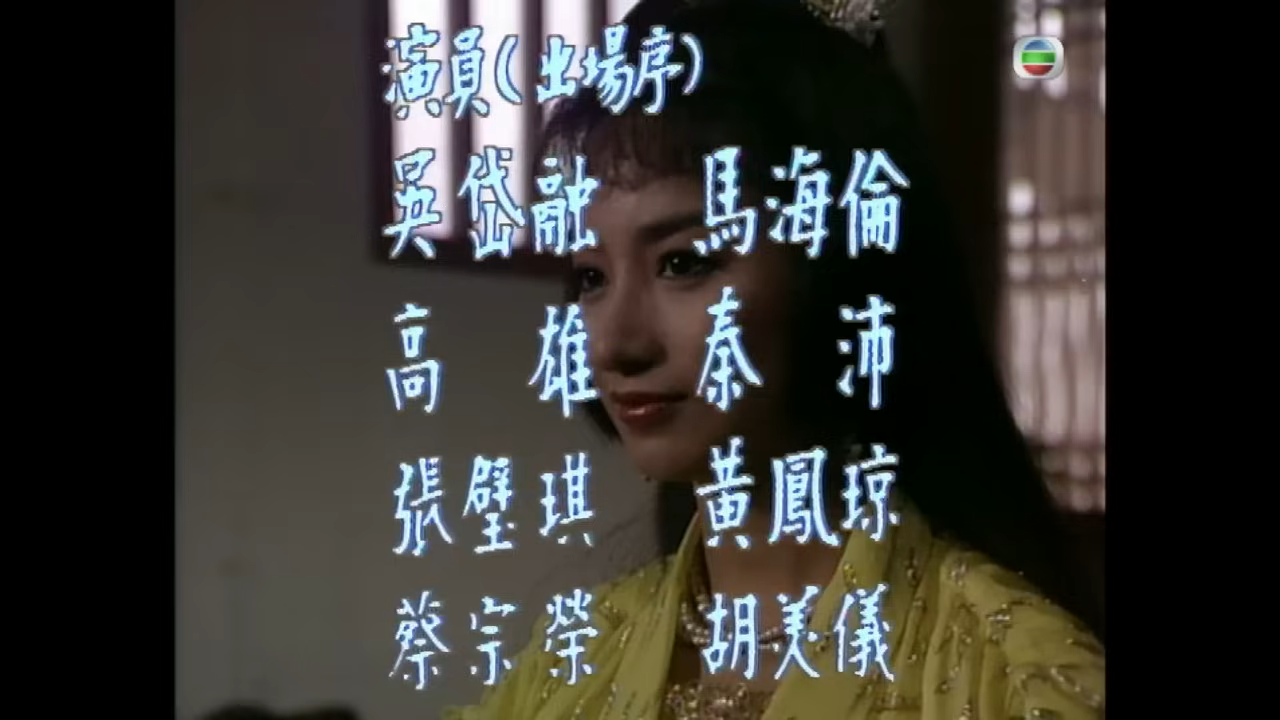 演員(出場序)
吳岱融 馬海倫
高雄 秦沛
張璧琪 黃鳳琼
蔡宗榮 胡美儀